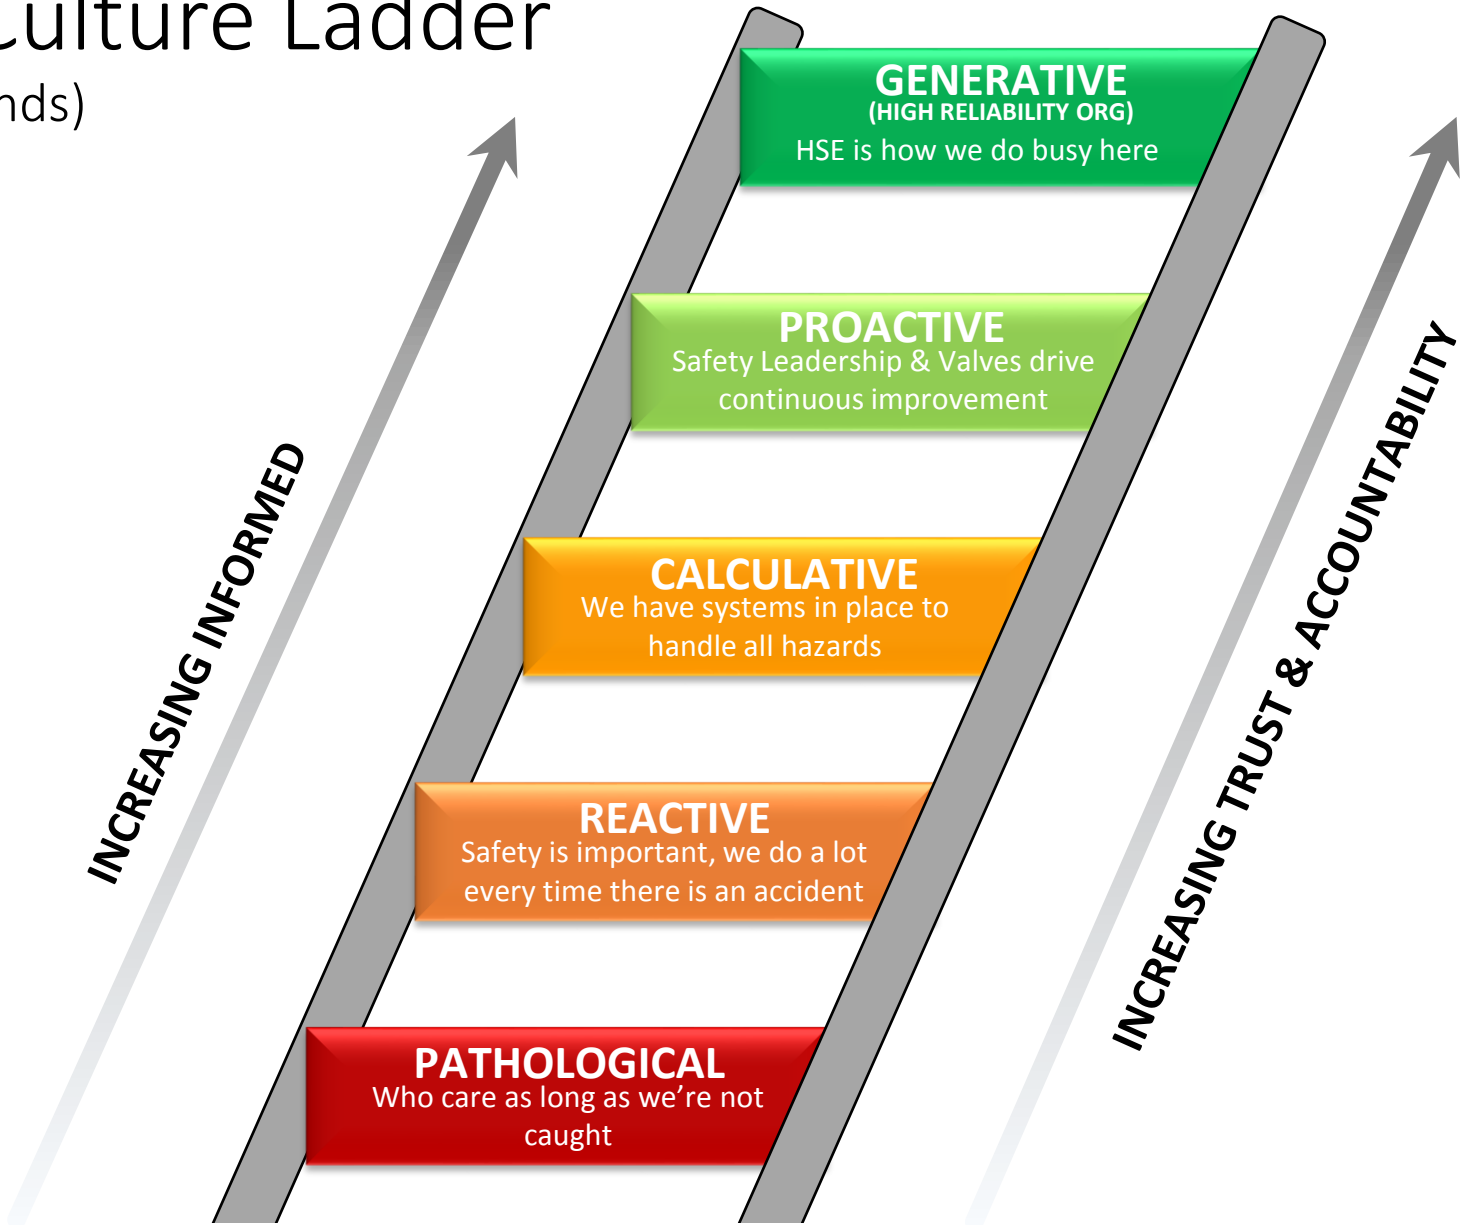 Culture Ladder
nds)
GENERATIVE
(HIGH RELIABILITY ORG)
HSE is how we do busy here
PROACTIVE
Safety Leadership & Valves drive
continuous improvement
CALCULATIVE
We have systems in place to
handle all hazards
REACTIVE
Safety is important, we do a lot
every time there is an accident
PATHOLOGICAL
Who care as long as we’re not
caught
INCREASING INFORMED
INCREASING TRUST & ACCOUNTABILITY